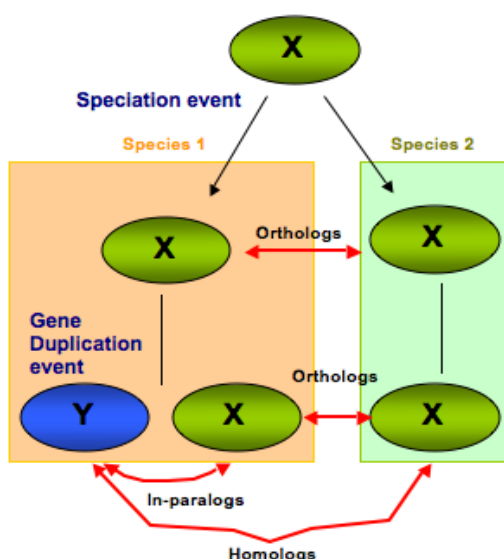 X
Speciation event
Species 1
Species 2
X
Orthologs
X
Gene
Duplication
event
Orthologs
Y
X
X
In-paralogs
Homologs